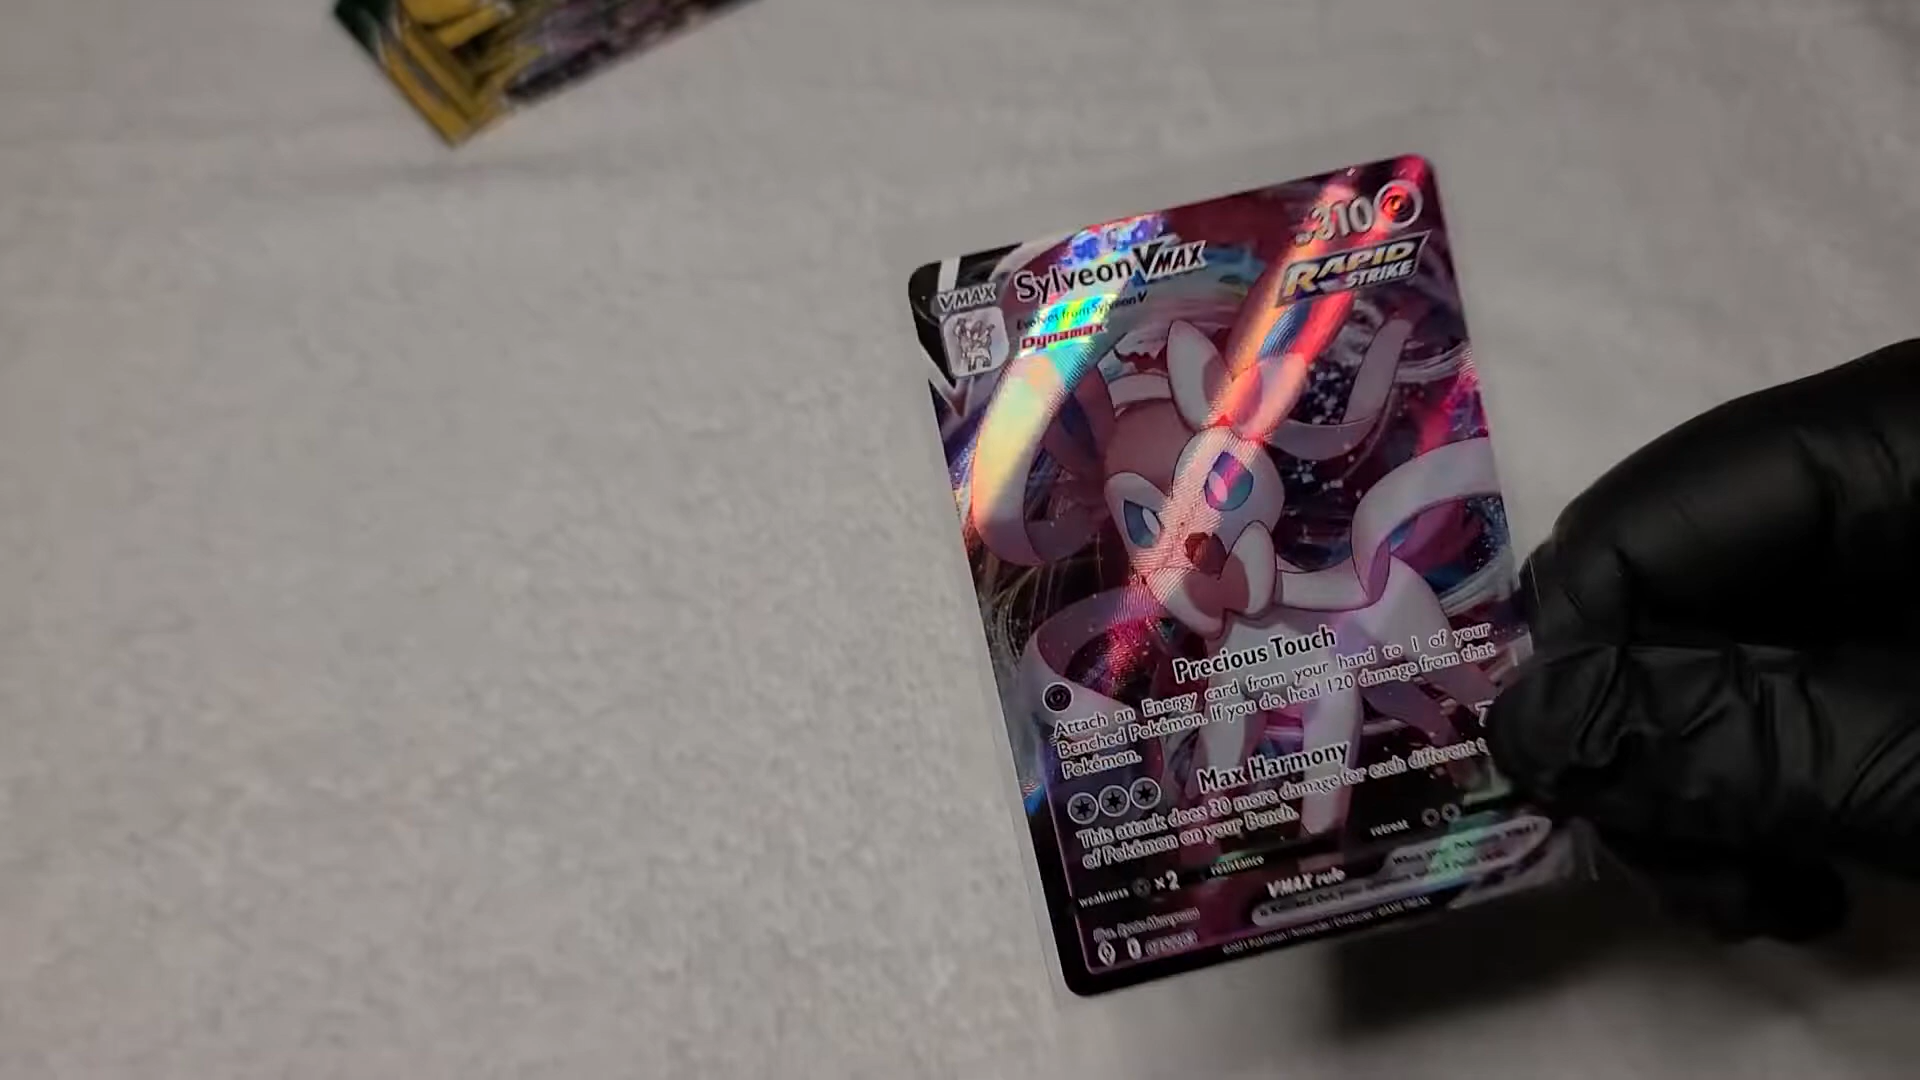 VMAX
Sylveon VMAX
310
Evolves from Sylveon V
Dynamax
RAPID
STRIKE
Precious Touch
Attach an Energy card from your hand to 1 of your
Benched Pokémon. If you do, heal 120 damage from that
Pokémon.
Max Harmony
7
This attack does 30 more damage for each different t
of Pokémon on your Bench.
weakness ×2
resistance
retreat
VMAX rule